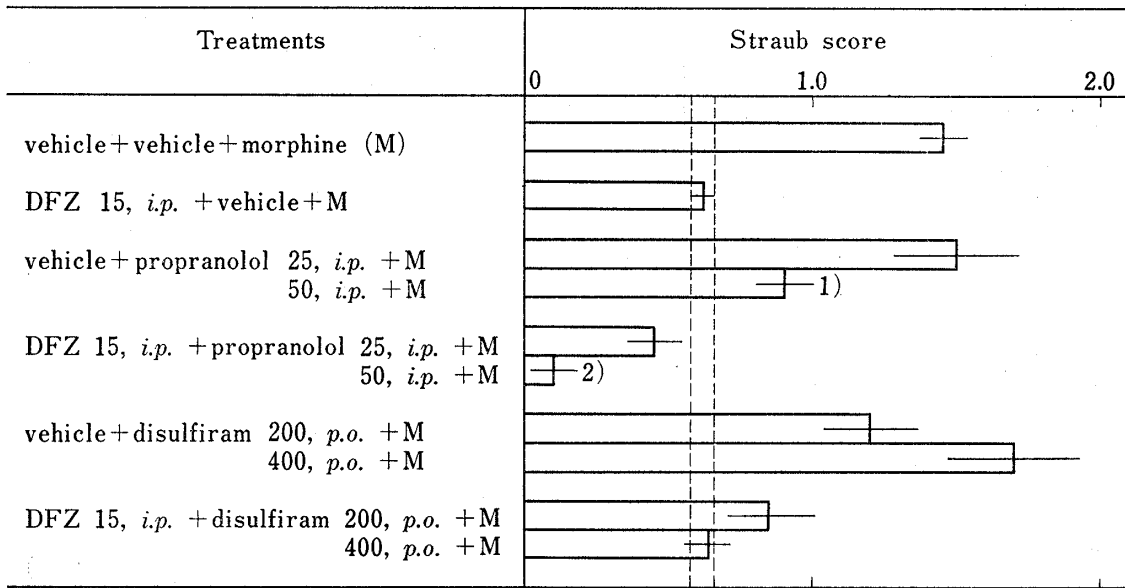 Treatments
Straub score
0 1.0 2.0
vehicle+vehicle+morphine (M)
DFZ 15, i.p. +vehicle+M
vehicle+propranolol 25, i.p. +M
50, i.p. +M
1)
DFZ 15, i.p. +propranolol 25, i.p. +M
50, i.p. +M
2)
vehicle+disulfiram 200, p.o. +M
400, p.o. +M
DFZ 15, i.p. +disulfiram 200, p.o. +M
400, p.o. +M